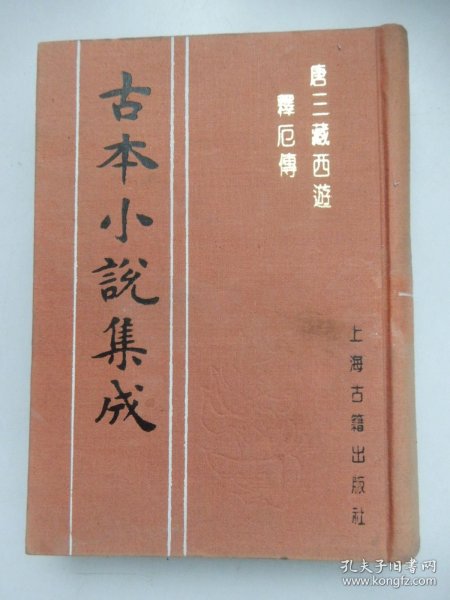 唐三藏西遊
釋厄傳
古本小說集成
上海古籍出版社
孔夫子旧书网
www.kongfz.com